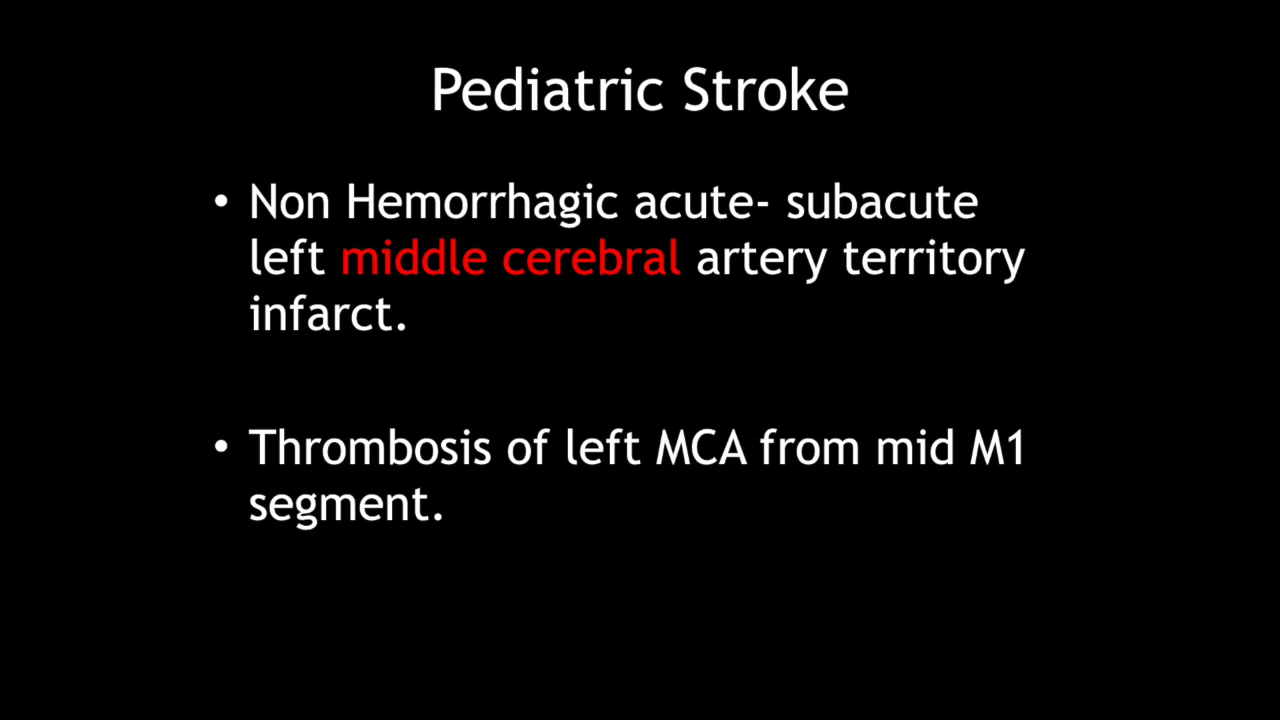 Pediatric Stroke
• Non Hemorrhagic acute- subacute
left middle cerebral artery territory
infarct.
• Thrombosis of left MCA from mid M1
segment.